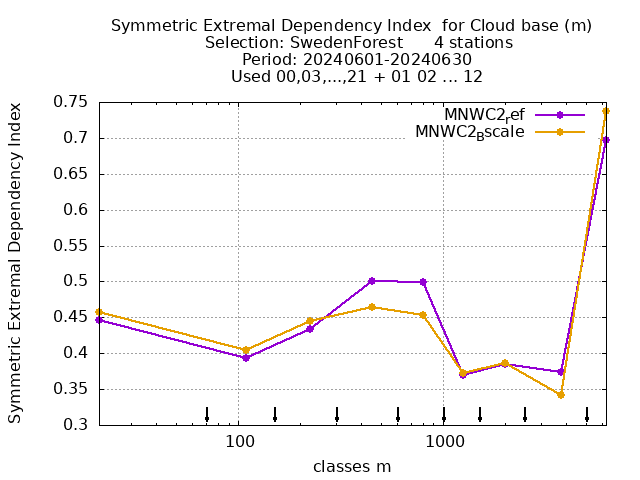 Symmetric Extremal Dependency Index for Cloud base (m)
Selection: SwedenForest 4 stations
Period: 20240601-20240630
Used 00,03,...,21 + 01 02 ... 12
Symmetric Extremal Dependency Index
0.75
0.7
0.65
0.6
0.55
0.5
0.45
0.4
0.35
0.3
MNWC2ref
MNWC2Bscale
100
1000
classes m